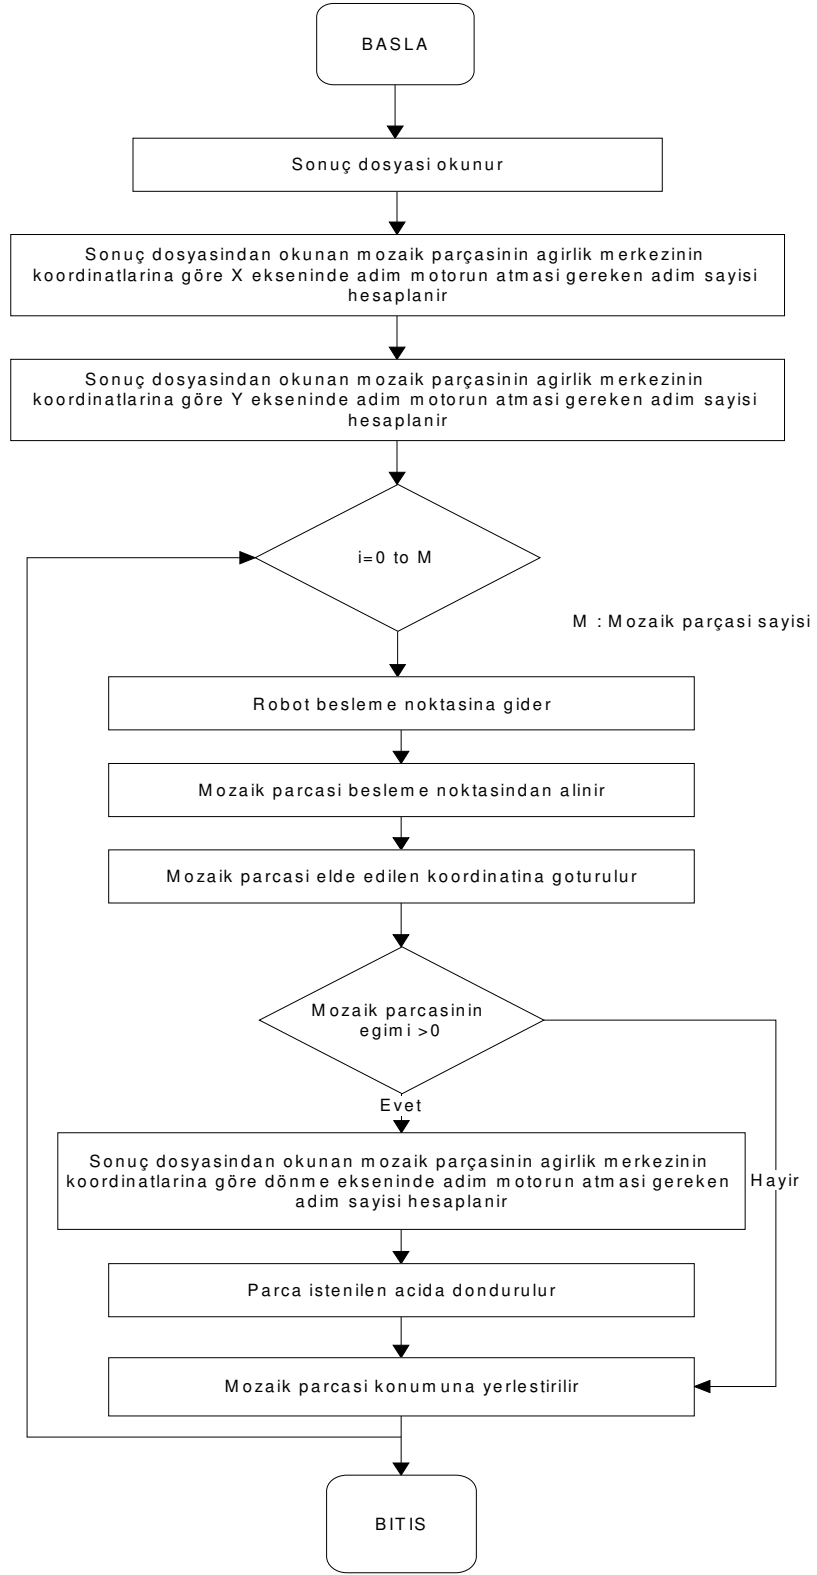 BASLA
Sonuç dosyasi okunur
Sonuç dosyasindan okunan mozaik parçasinin agirlik merkezinin
koordinatlarina göre X ekseninde adim motorun atmasi gereken adim sayisi
hesaplanir
Sonuç dosyasindan okunan mozaik parçasinin agirlik merkezinin
koordinatlarina göre Y ekseninde adim motorun atmasi gereken adim sayisi
hesaplanir
i=0 to M
M : Mozaik parçasi sayisi
Robot besleme noktasina gider
Mozaik parcasi besleme noktasindan alinir
Mozaik parcasi elde edilen koordinatina goturulur
Mozaik parcasinin
egimi >0
Evet
Sonuç dosyasindan okunan mozaik parçasinin agirlik merkezinin
koordinatlarina göre dönme ekseninde adim motorun atmasi gereken
adim sayisi hesaplanir
Hayir
Parca istenilen acida dondurulur
Mozaik parcasi konumuna yerlestirilir
BITIS